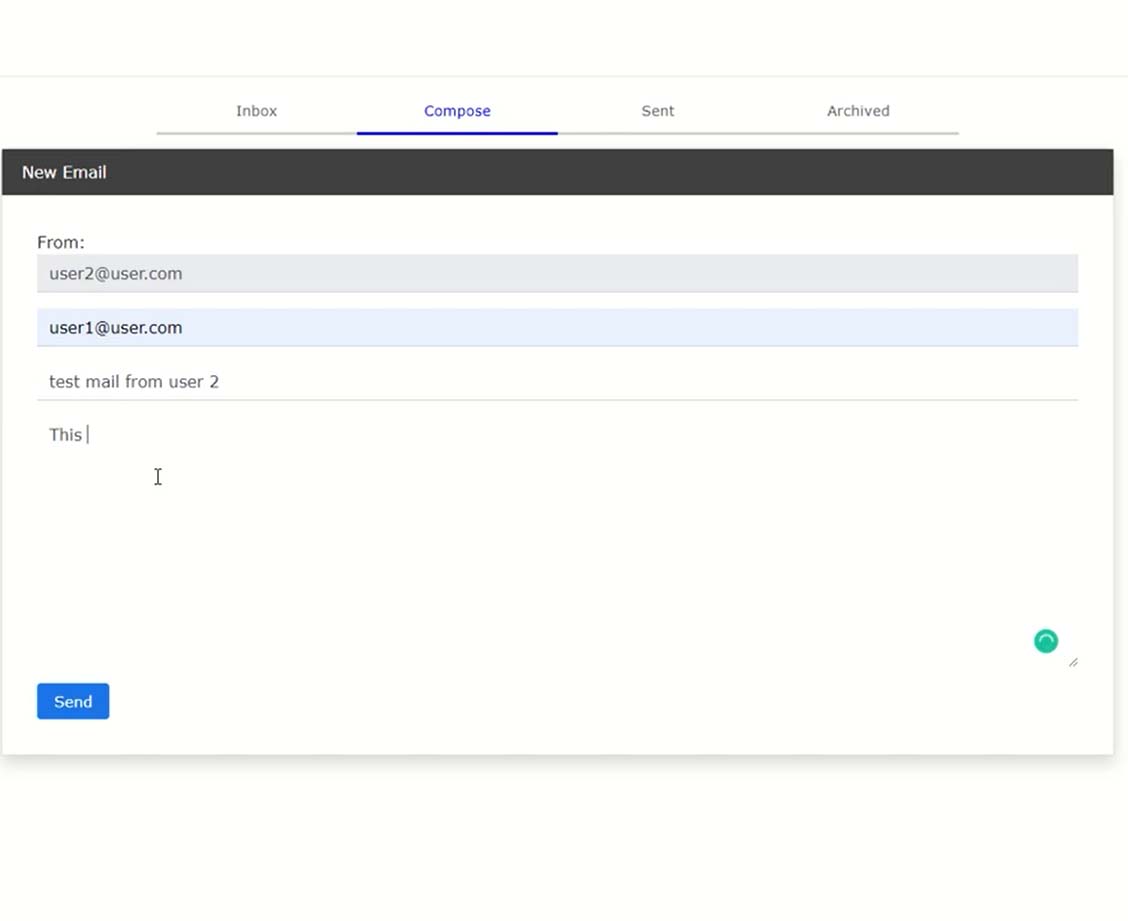 Inbox Compose Sent Archived
New Email
From:
user2@user.com
user1@user.com
test mail from user 2
This
Send